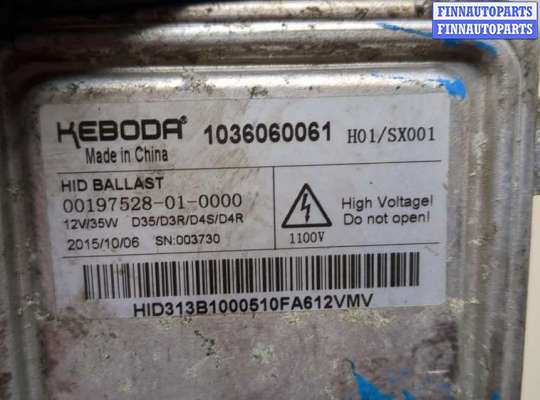 FINNAUTOPARTS
FINNAUTOPARTS
KEBODA® 1036060061 H01/SX001
Made in China
HID BALLAST
00197528-01-0000
12V/35W D35/D3R/D4S/D4R
2015/10/06 SN:003730
1100V
High Voltage!
Do not open!
HID313B1000510FA612VMV